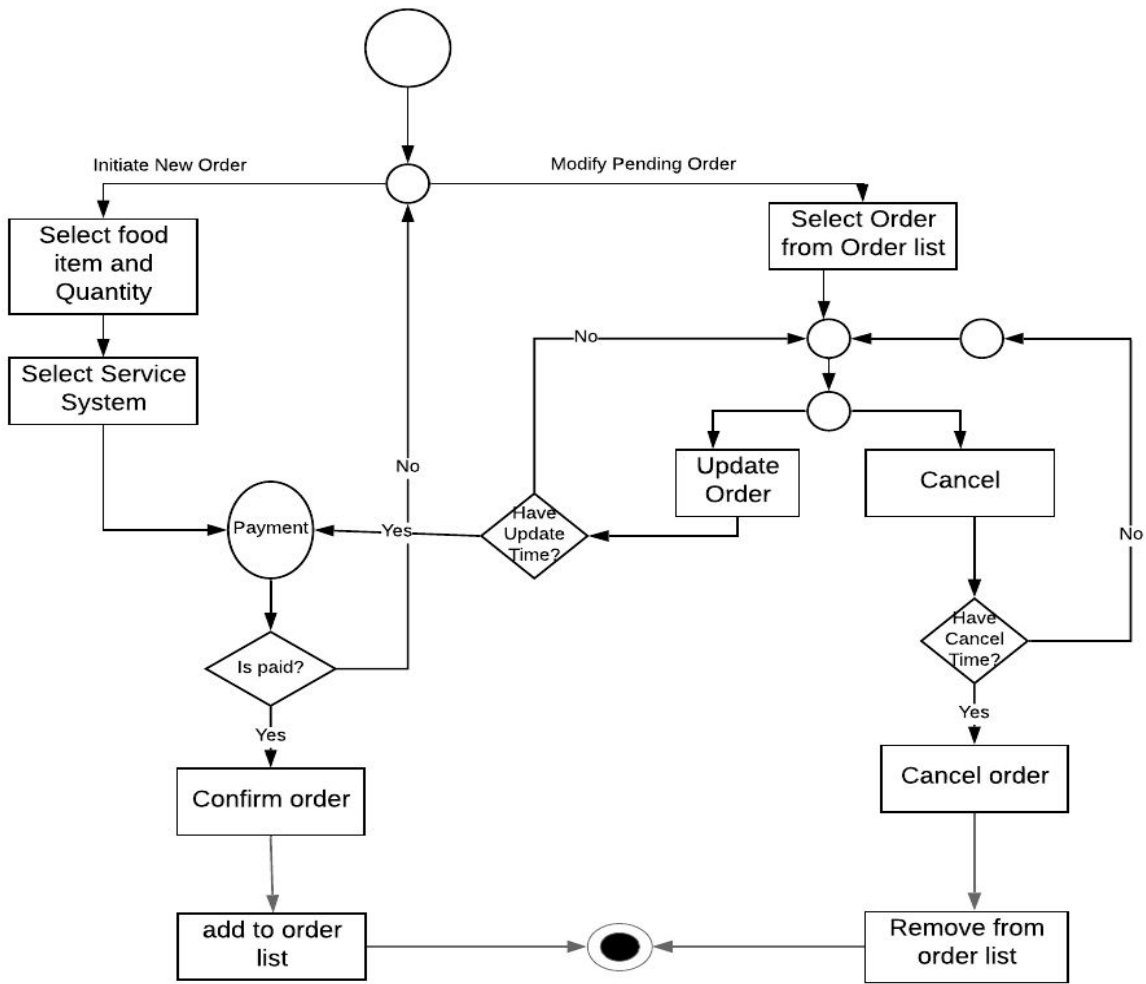 Initiate New Order
Modify Pending Order
Select food
item and
Quantity
Select Order
from Order list
Select Service
System
No
Update
Order
Cancel
No
Payment
Yes
Have
Update
Time?
No
Have
Cancel
Time?
Is paid?
Yes
Yes
Confirm order
Cancel order
add to order
list
Remove from
order list